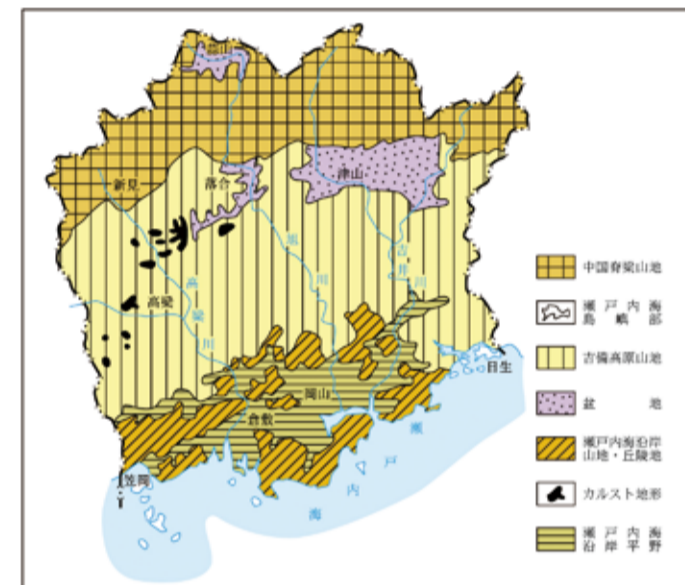 蒜山
新見
落合
津山
旭川
吉井川
高梁
高梁川
岡山
倉敷
日生
笠岡
瀬戸内海
中国脊梁山地
瀬戸内海
島嶼部
吉備高原山地
盆地
瀬戸内海沿岸
山地・丘陵地
カルスト地形
瀬戸内海
沿岸平野